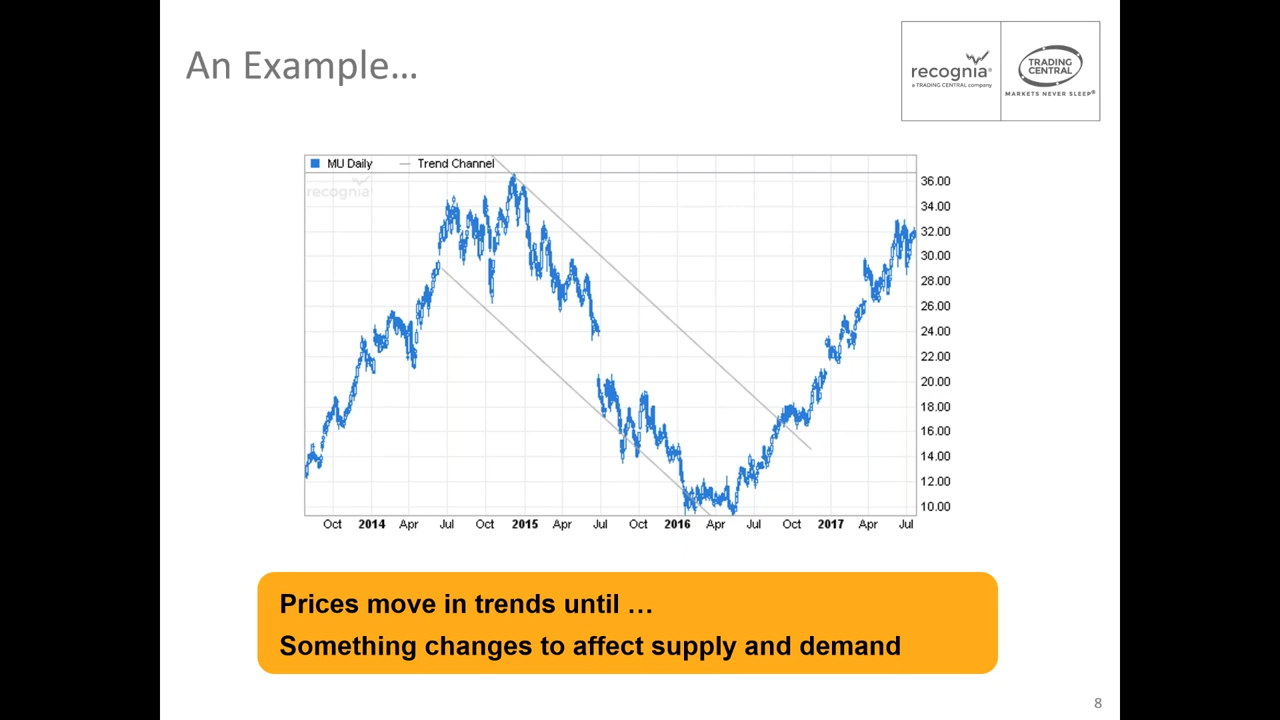 An Example…
recognia®
a TRADING CENTRAL company
TRADING
CENTRAL
MARKETS NEVER SLEEP®
MU Daily
Trend Channel
recognia
36.00
34.00
32.00
30.00
28.00
26.00
24.00
22.00
20.00
18.00
16.00
14.00
12.00
10.00
Oct 2014 Apr Jul Oct 2015 Apr Jul Oct 2016 Apr Jul Oct 2017 Apr Jul
Prices move in trends until …
Something changes to affect supply and demand
8